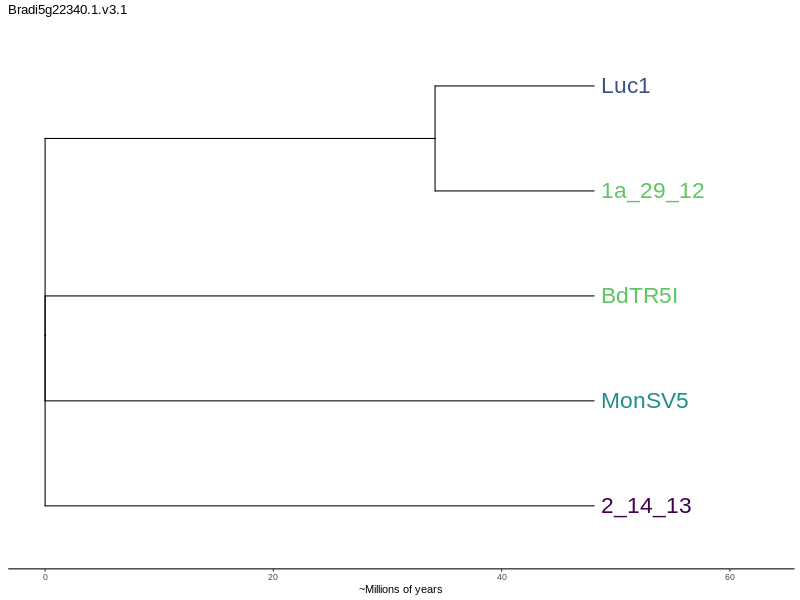 Bradi5g22340.1.v3.1
Luc1
1a_29_12
BdTR5I
MonSV5
2_14_13
0 20 40 60
~Millions of years